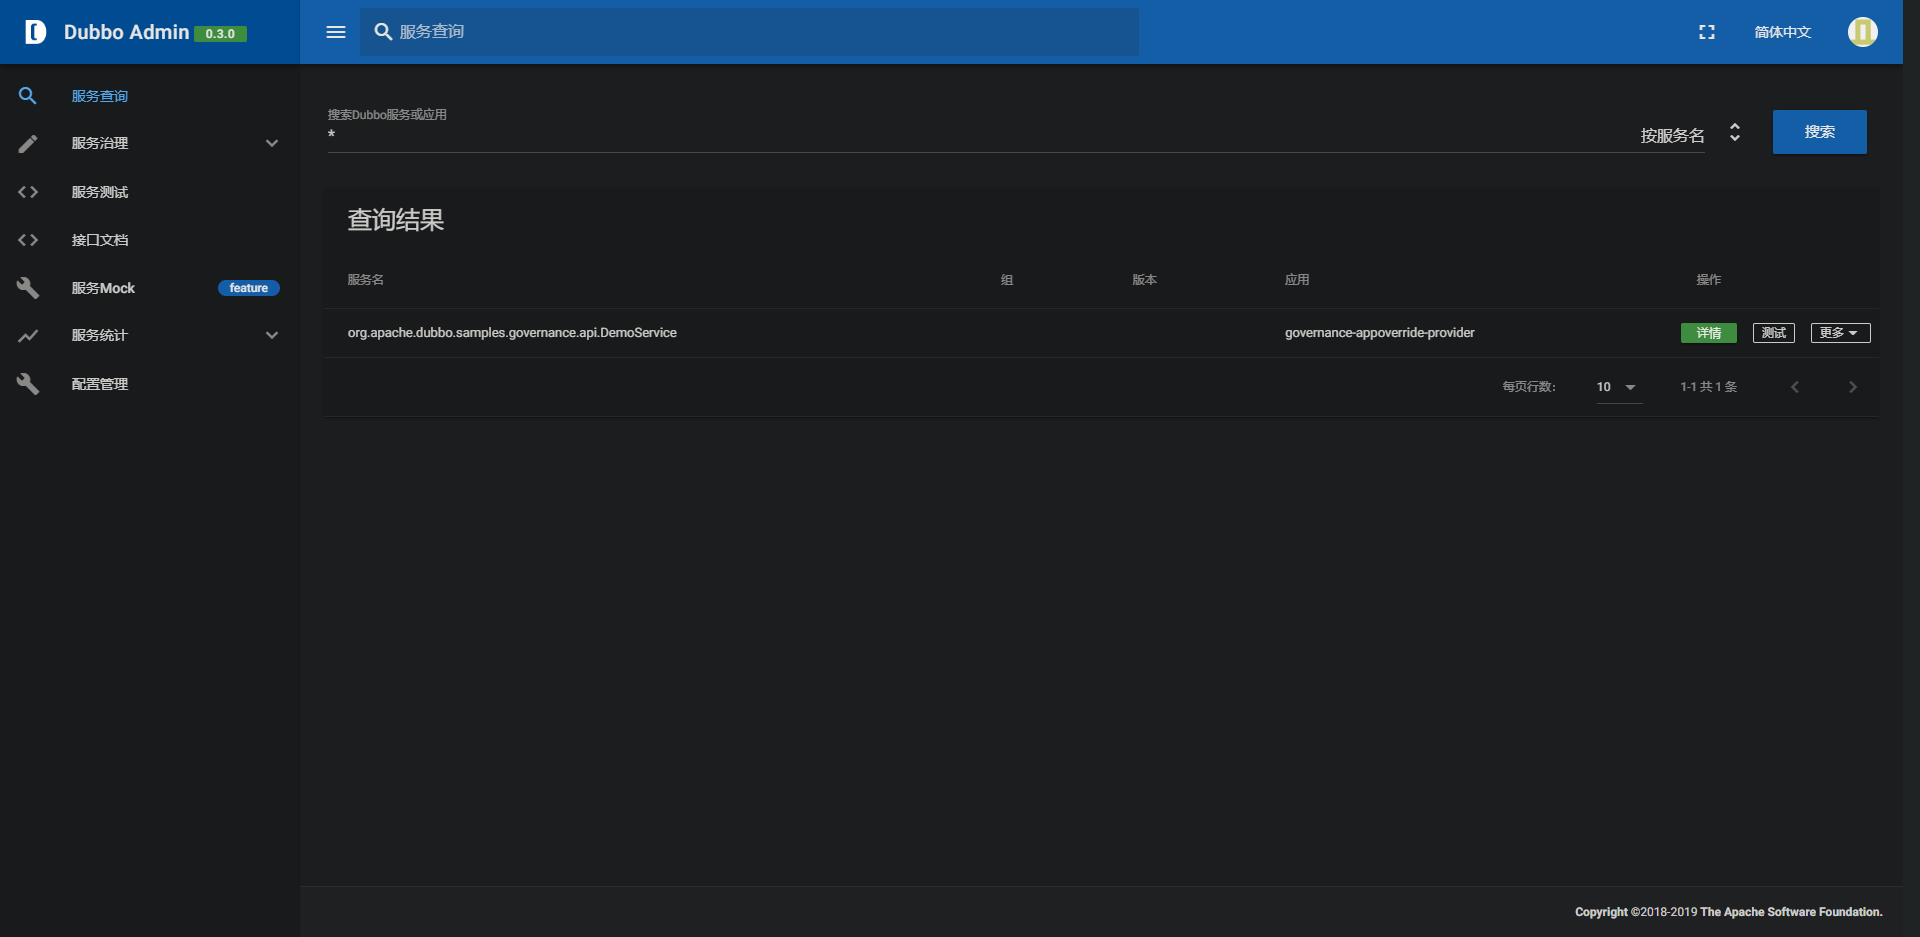 Dubbo Admin 0.3.0
服务查询
简体中文
服务查询
服务治理
服务测试
接口文档
服务Mock feature
服务统计
配置管理
搜索Dubbo服务或应用
* 按服务名 搜索
查询结果
服务名 组 版本 应用 操作
org.apache.dubbo.samples.governance.api.DemoService governance-appoverride-provider 详情 测试 更多
每页行数: 10 1-1 共 1 条
Copyright ©2018-2019 The Apache Software Foundation.